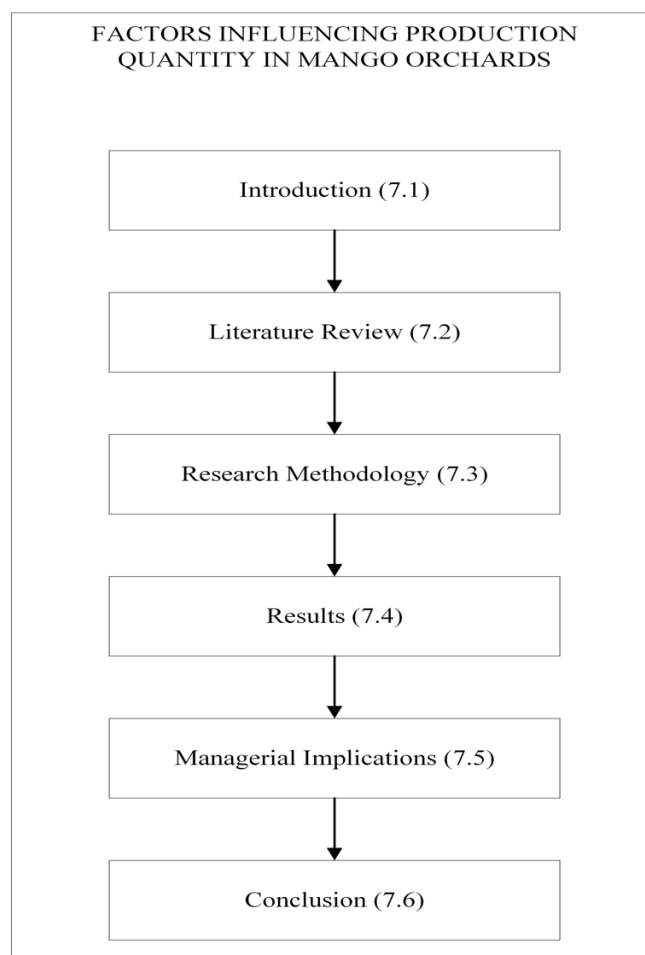 FACTORS INFLUENCING PRODUCTION
QUANTITY IN MANGO ORCHARDS
Introduction (7.1)
Literature Review (7.2)
Research Methodology (7.3)
Results (7.4)
Managerial Implications (7.5)
Conclusion (7.6)